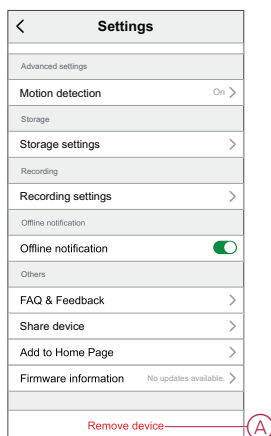 Settings
Advanced settings
Motion detection On
Storage
Storage settings
Recording
Recording settings
Offline notification
Offline notification
Others
FAQ & Feedback
Share device
Add to Home Page
Firmware information No updates available.
Remove device A